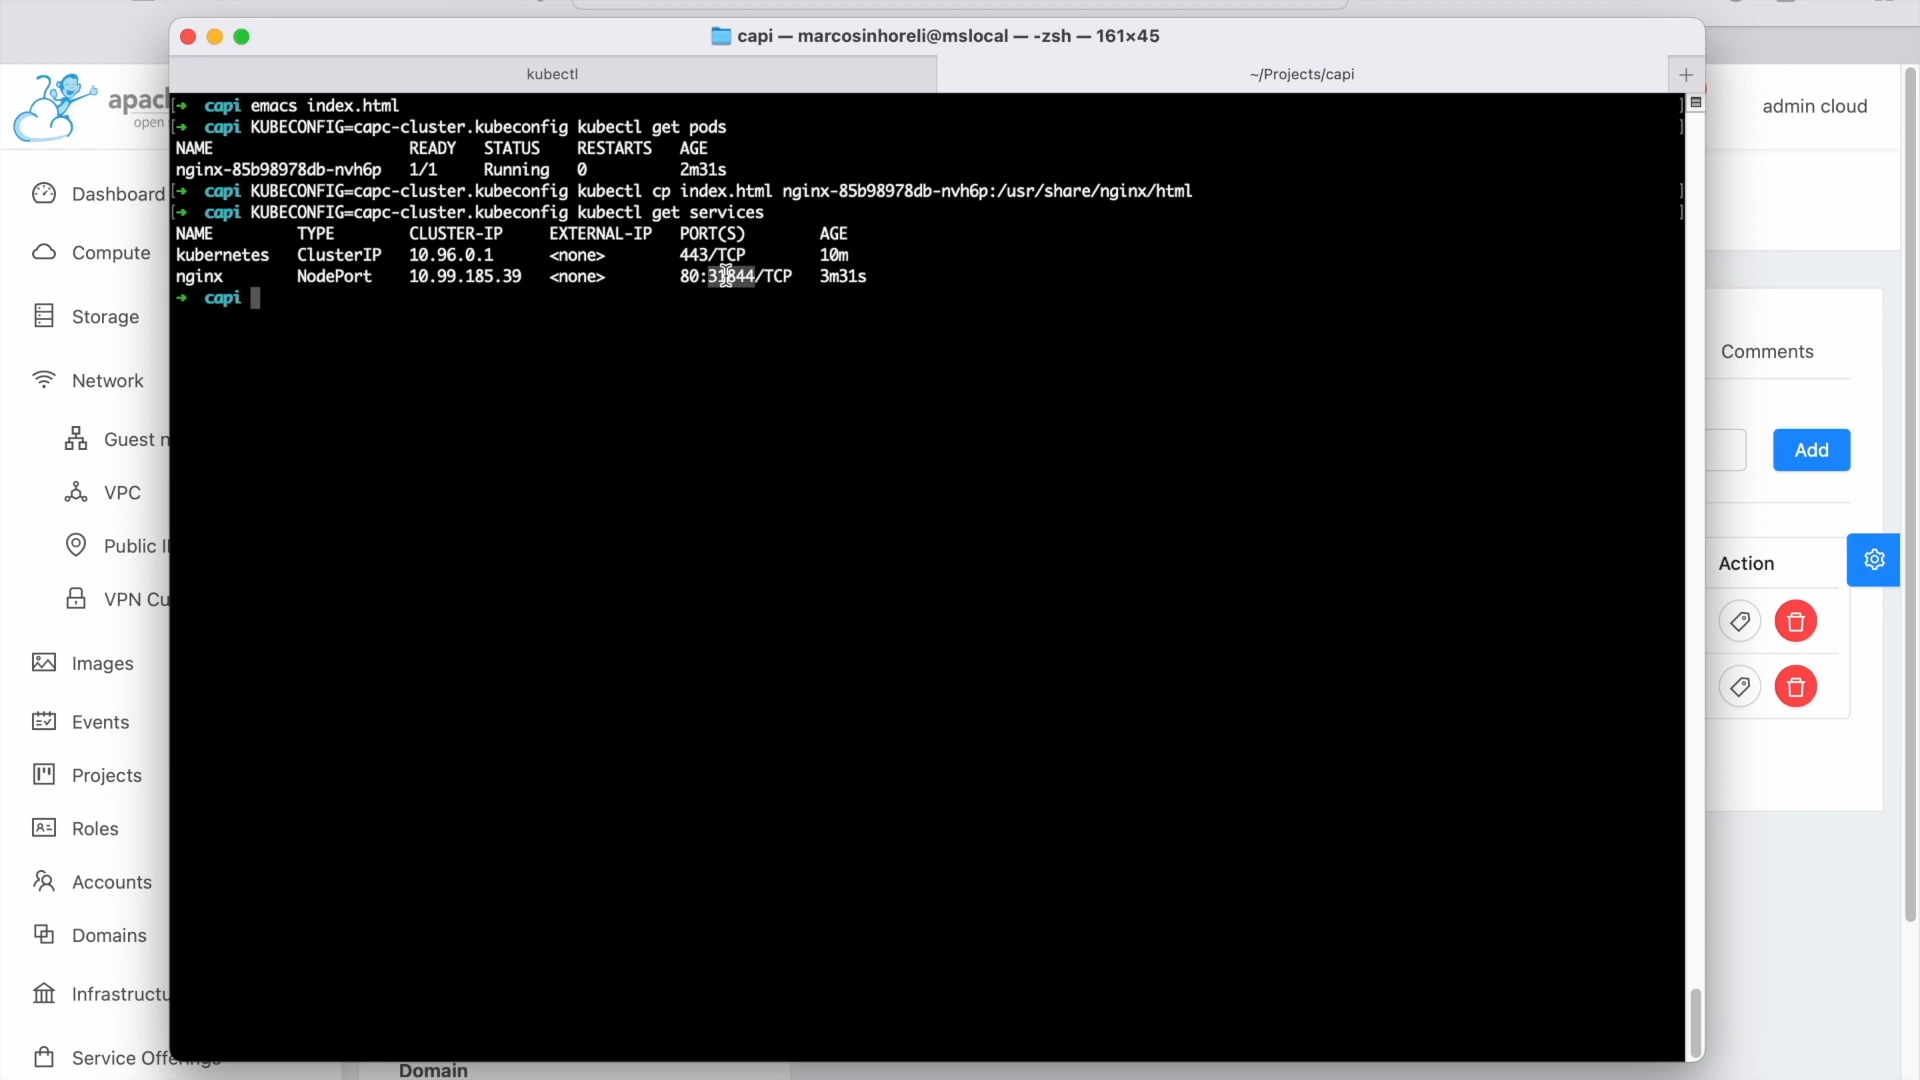 capi — marcosinhoreli@mslocal — -zsh — 161×45
kubectl
~/Projects/capi
+
➜ capi emacs index.html
➜ capi KUBECONFIG=capc-cluster.kubeconfig kubectl get pods
NAME READY STATUS RESTARTS AGE
nginx-85b98978db-nvh6p 1/1 Running 0 2m31s
➜ capi KUBECONFIG=capc-cluster.kubeconfig kubectl cp index.html nginx-85b98978db-nvh6p:/usr/share/nginx/html
➜ capi KUBECONFIG=capc-cluster.kubeconfig kubectl get services
NAME TYPE CLUSTER-IP EXTERNAL-IP PORT(S) AGE
kubernetes ClusterIP 10.96.0.1 <none> 443/TCP 10m
nginx NodePort 10.99.185.39 <none> 80:31844/TCP 3m31s
➜ capi
apac
open
Dashboard
Compute
Storage
Network
Guest n
VPC
Public I
VPN Cu
Images
Events
Projects
Roles
Accounts
Domains
Infrastructu
Service Offerings
Domain
admin cloud
Comments
Add
Action